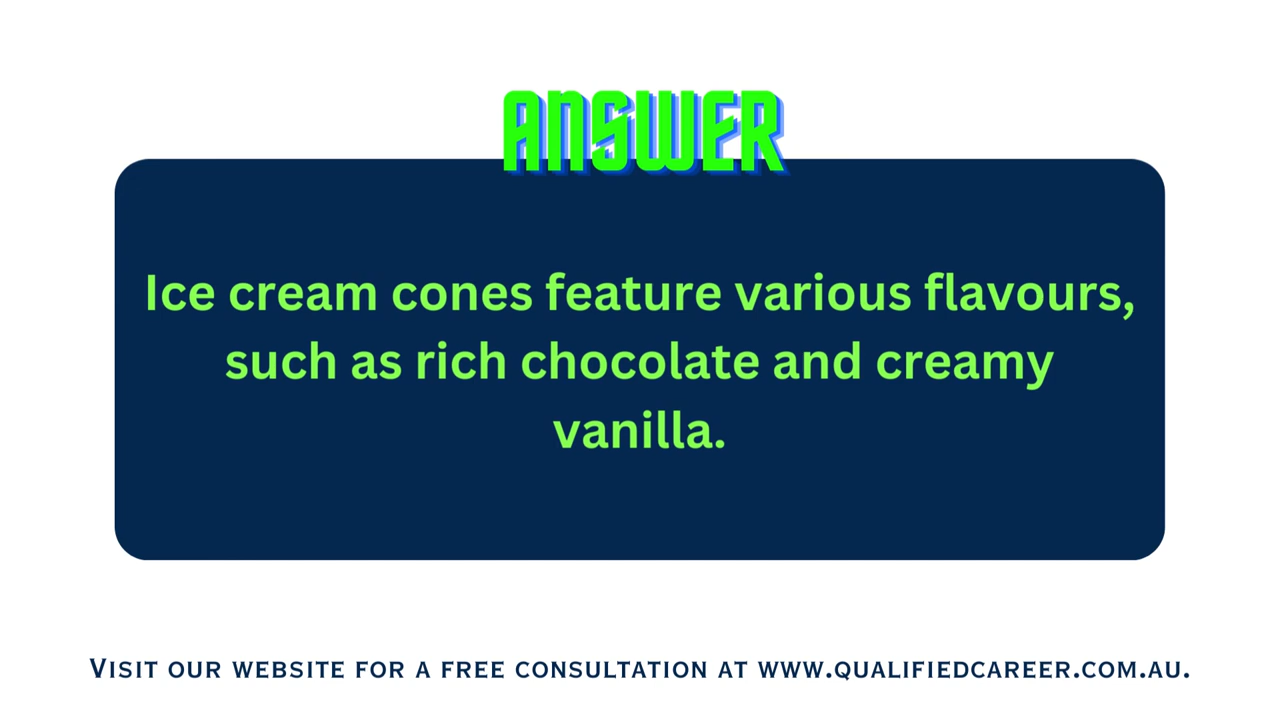 ANSWER
Ice cream cones feature various flavours,
such as rich chocolate and creamy
vanilla.
Visit our website for a free consultation at www.qualifiedcareer.com.au.